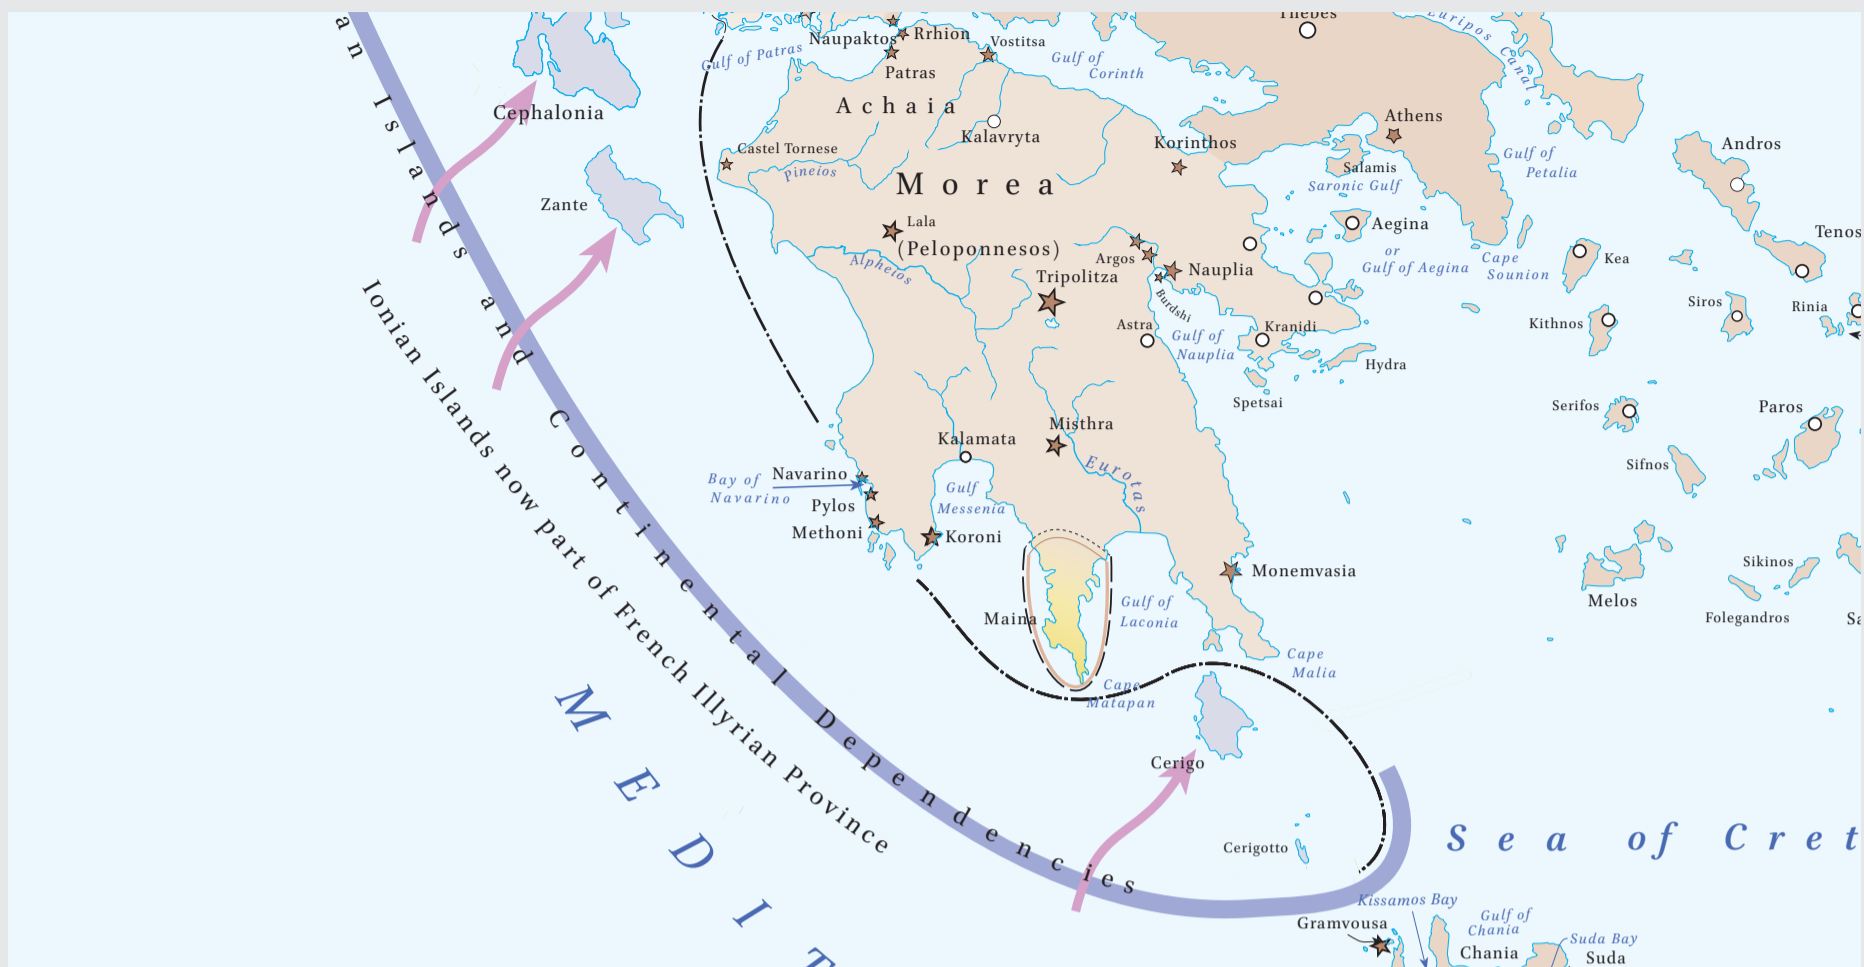 an Islands and Continental Dependencies
Ionian Islands now part of French Illyrian Province
Thebes
Euripos Canal
Naupaktos
Rrhion
Vostitsa
Gulf of Patras
Patras
Gulf of
Corinth
Cephalonia
Achaia
Kalavryta
Athens
Castel Tornese
Korinthos
Andros
Pineios
Salamis
Gulf of
Petalia
Saronic Gulf
Morea
Zante
Lala
Aegina
Tenos
(Peloponnesos)
or
Gulf of Aegina
Cape
Sounion
Kea
Argos
Alpheios
Tripolitza
Nauplia
Burdshi
Siros
Rinia
Astra
Kranidi
Kithnos
Gulf of
Nauplia
Hydra
Spetsai
Serifos
Paros
Misthra
Kalamata
Eurotas
Sifnos
Navarino
Bay of
Navarino
Gulf
Messenia
Pylos
Methoni
Koroni
Monemvasia
Sikinos
Melos
Folegandros
Sa
Maina
Gulf of
Laconia
Cape
Malia
Cape
Matapan
Cerigo
MEDIT
Sea of Cret
Cerigotto
Kissamos Bay
Gramvousa
Gulf of
Chania
Chania
Suda Bay
Suda